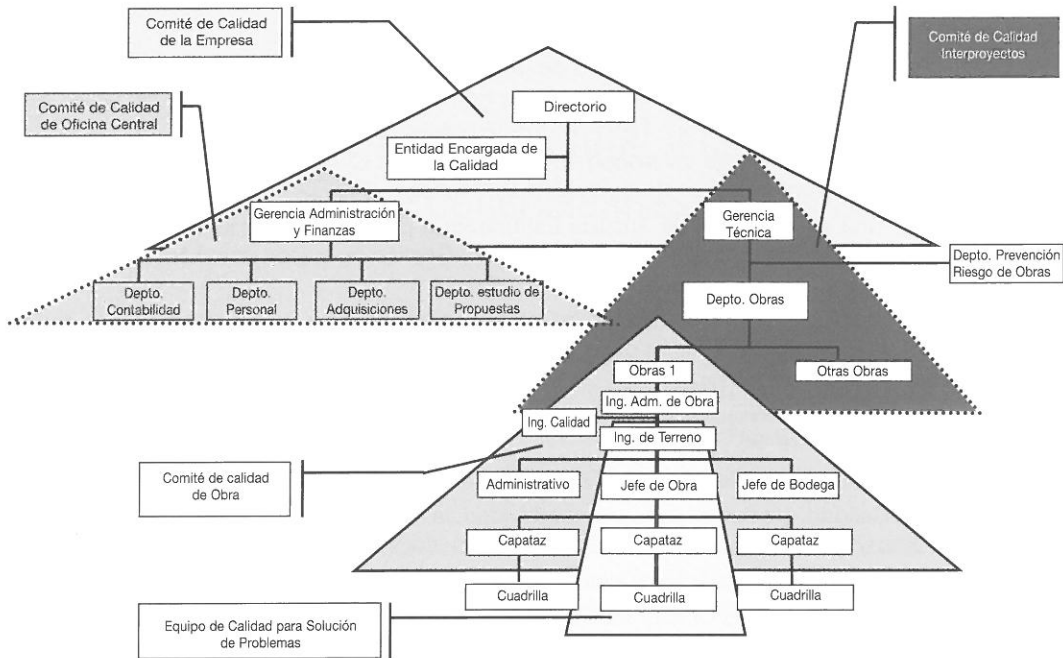 Comité de Calidad
de la Empresa
Comité de Calidad
Interproyectos
Comité de Calidad
de Oficina Central
Directorio
Entidad Encargada de
la Calidad
Gerencia Administración
y Finanzas
Gerencia
Técnica
Depto. Prevención
Riesgo de Obras
Depto.
Contabilidad
Depto.
Personal
Depto.
Adquisiciones
Depto. estudio de
Propuestas
Depto. Obras
Obras 1
Otras Obras
Ing. Adm. de Obra
Ing. Calidad
Ing. de Terreno
Comité de calidad
de Obra
Administrativo
Jefe de Obra
Jefe de Bodega
Capataz
Capataz
Capataz
Cuadrilla
Cuadrilla
Cuadrilla
Equipo de Calidad para Solución
de Problemas